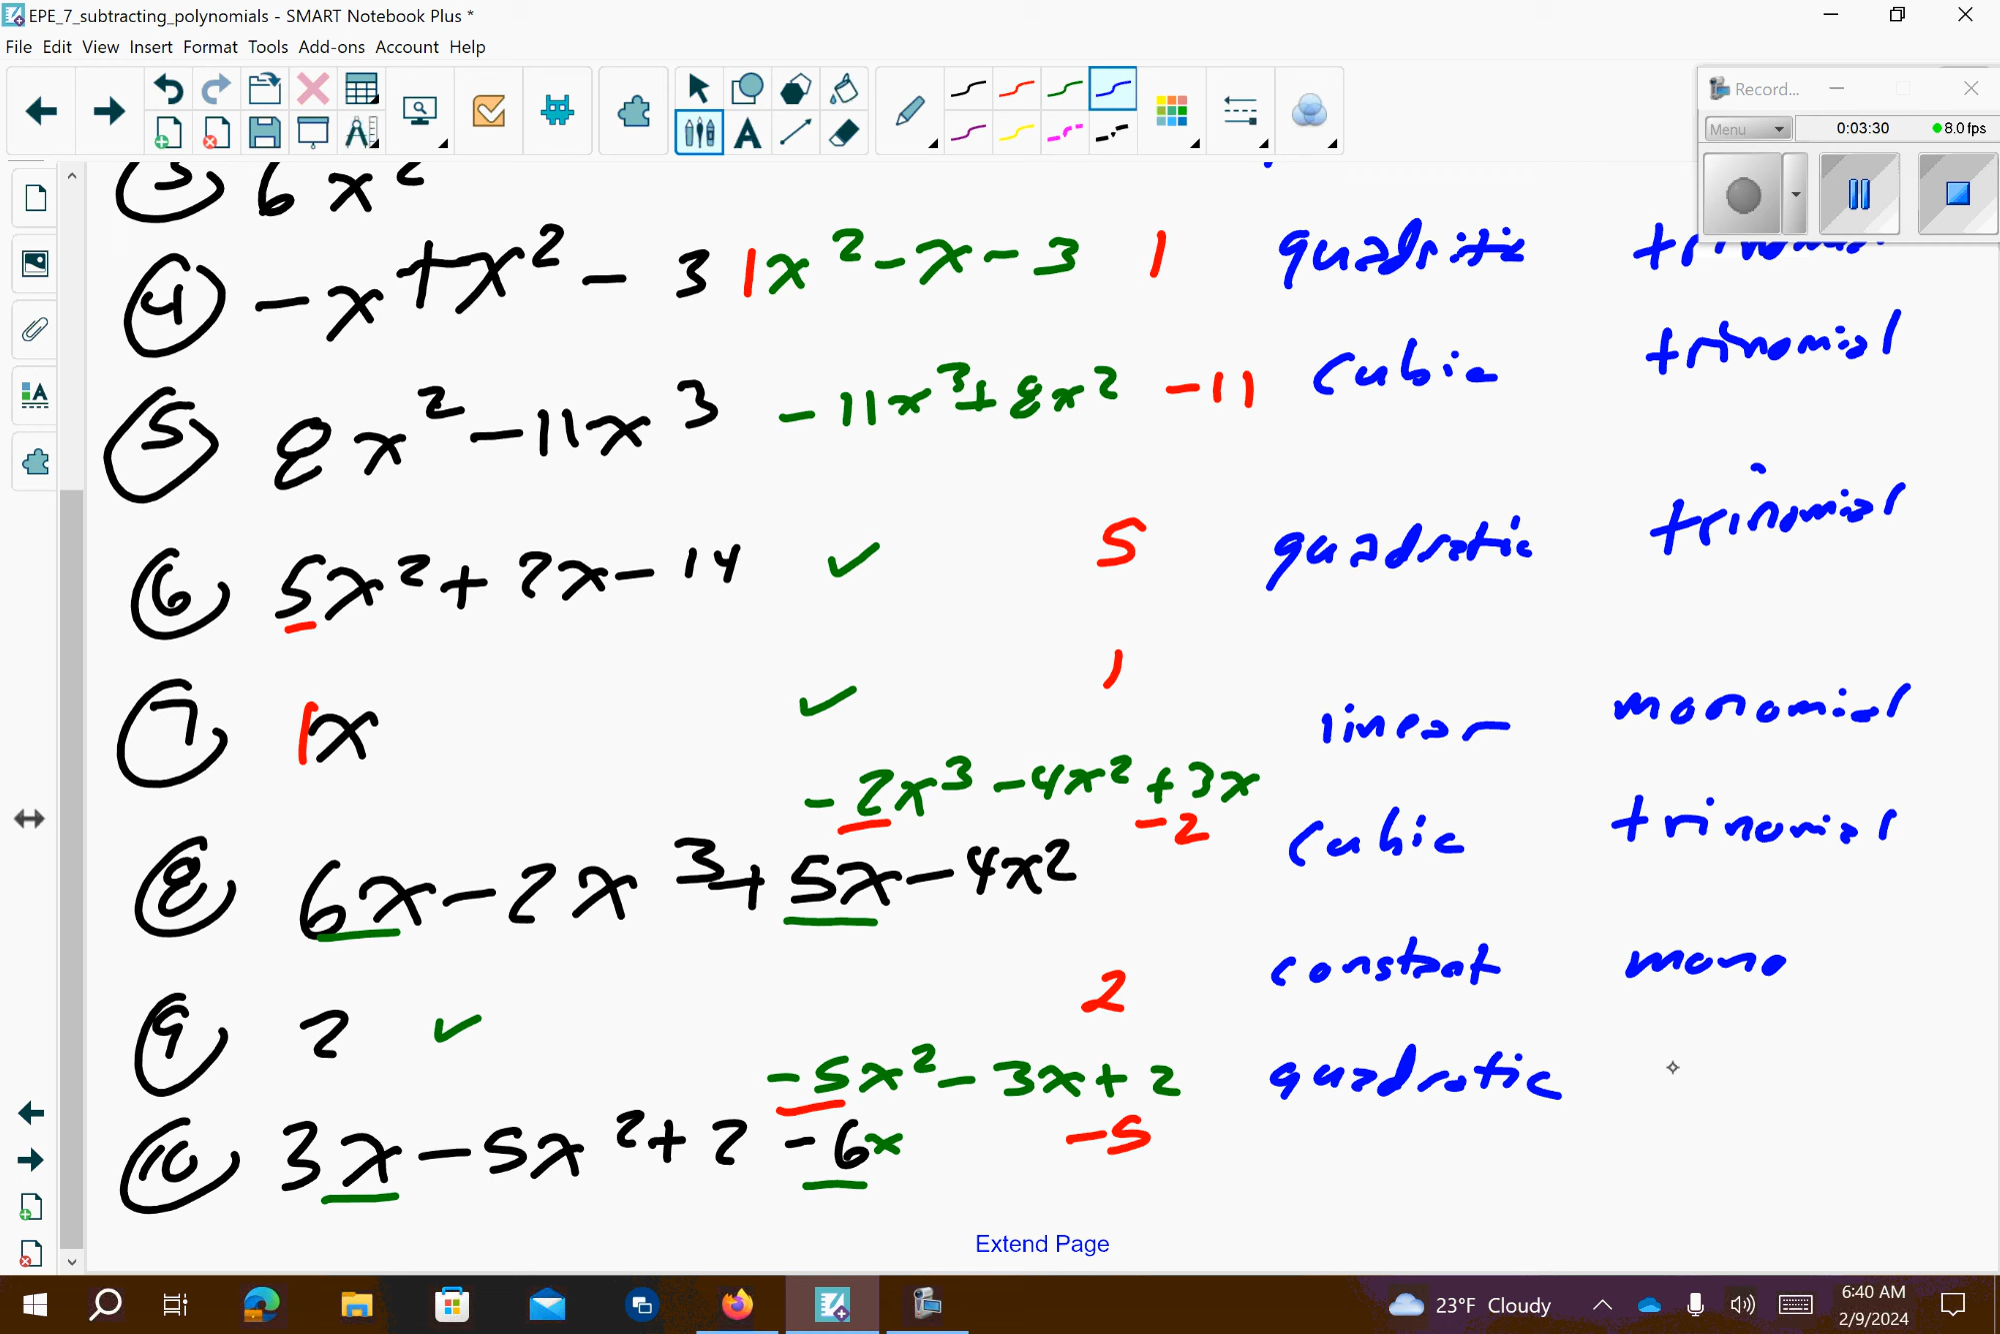 EPE_7_subtracting_polynomials - SMART Notebook Plus *
File Edit View Insert Format Tools Add-ons Account Help
Record...
Menu 0:03:30 8.0 fps
6x²
④ -x+x² - 3 1x² - x - 3 1 quadritic
⑤ 8x² - 11x³ - 11x³ + 8x² -11 cubic trinomial
⑥ 5x² + 2x - 14 ✓ 5 quadratic trinomial
⑦ 1x ✓ 1 linear monomial
- 2x³ - 4x² + 3x
⑧ 6x - 2x³ + 5x - 4x² -2 cubic trinomial
⑨ 2 ✓ 2 constant mono
-5x² - 3x + 2 quadratic
⑩ 3x - 5x² + 2 - 6x -5
Extend Page
23°F Cloudy
6:40 AM
2/9/2024